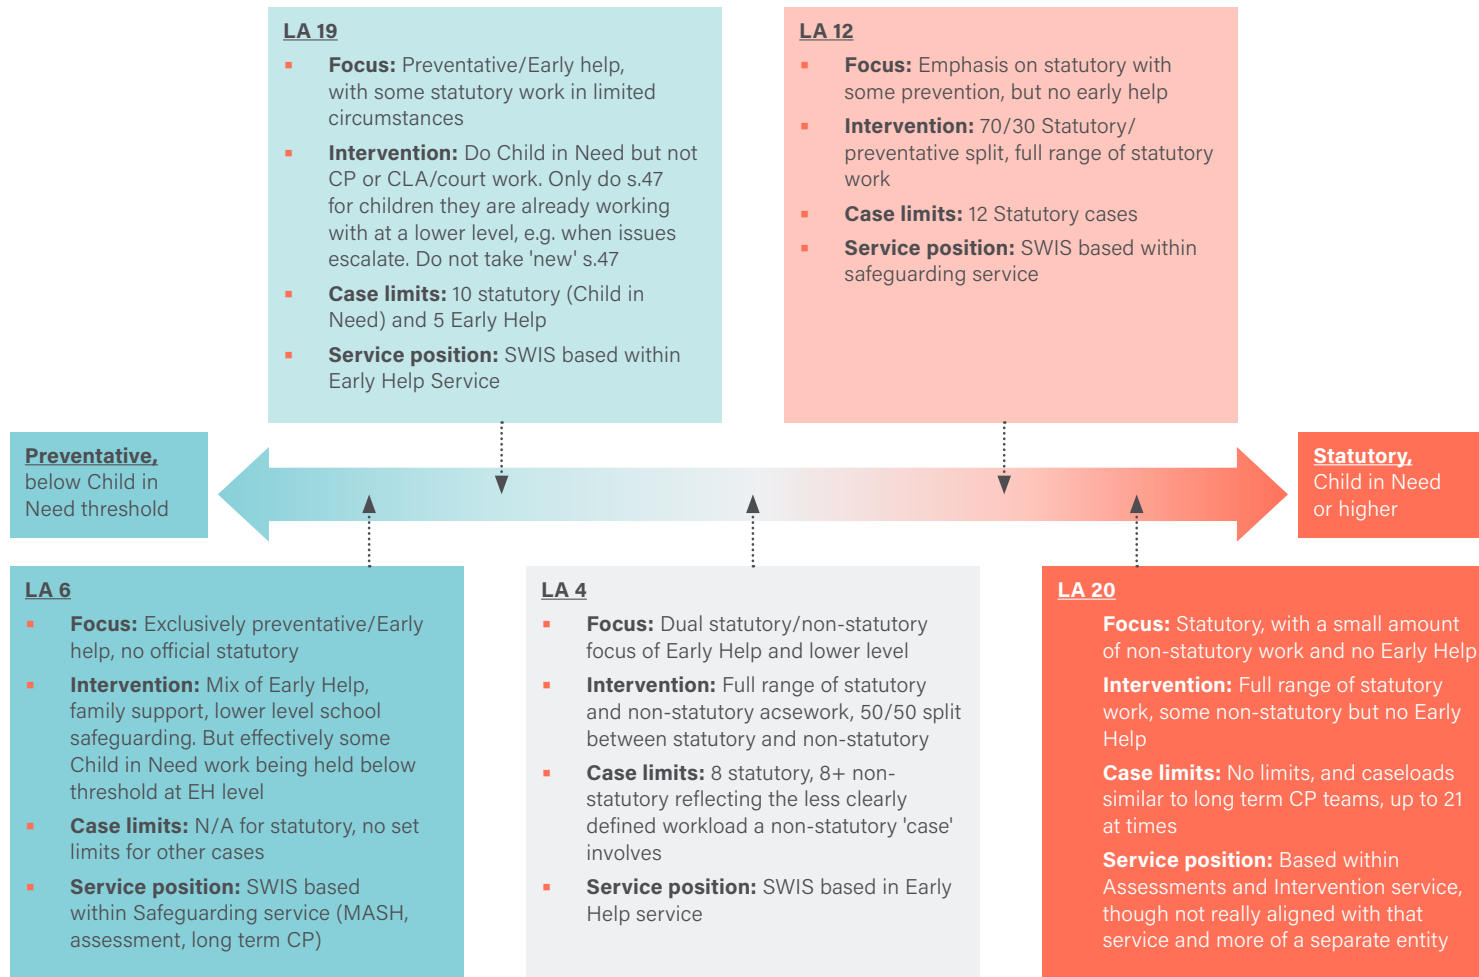 LA 19
▪ Focus: Preventative/Early help,
with some statutory work in limited
circumstances
▪ Intervention: Do Child in Need but not
CP or CLA/court work. Only do s.47
for children they are already working
with at a lower level, e.g. when issues
escalate. Do not take 'new' s.47
▪ Case limits: 10 statutory (Child in
Need) and 5 Early Help
▪ Service position: SWIS based within
Early Help Service
LA 12
▪ Focus: Emphasis on statutory with
some prevention, but no early help
▪ Intervention: 70/30 Statutory/
preventative split, full range of statutory
work
▪ Case limits: 12 Statutory cases
▪ Service position: SWIS based within
safeguarding service
Preventative,
below Child in
Need threshold
Statutory,
Child in Need
or higher
LA 6
▪ Focus: Exclusively preventative/Early
help, no official statutory
▪ Intervention: Mix of Early Help,
family support, lower level school
safeguarding. But effectively some
Child in Need work being held below
threshold at EH level
▪ Case limits: N/A for statutory, no set
limits for other cases
▪ Service position: SWIS based
within Safeguarding service (MASH,
assessment, long term CP)
LA 4
▪ Focus: Dual statutory/non-statutory
focus of Early Help and lower level
▪ Intervention: Full range of statutory
and non-statutory acsework, 50/50 split
between statutory and non-statutory
▪ Case limits: 8 statutory, 8+ non-
statutory reflecting the less clearly
defined workload a non-statutory 'case'
involves
▪ Service position: SWIS based in Early
Help service
LA 20
Focus: Statutory, with a small amount
of non-statutory work and no Early Help
Intervention: Full range of statutory
work, some non-statutory but no Early
Help
Case limits: No limits, and caseloads
similar to long term CP teams, up to 21
at times
Service position: Based within
Assessments and Intervention service,
though not really aligned with that
service and more of a separate entity